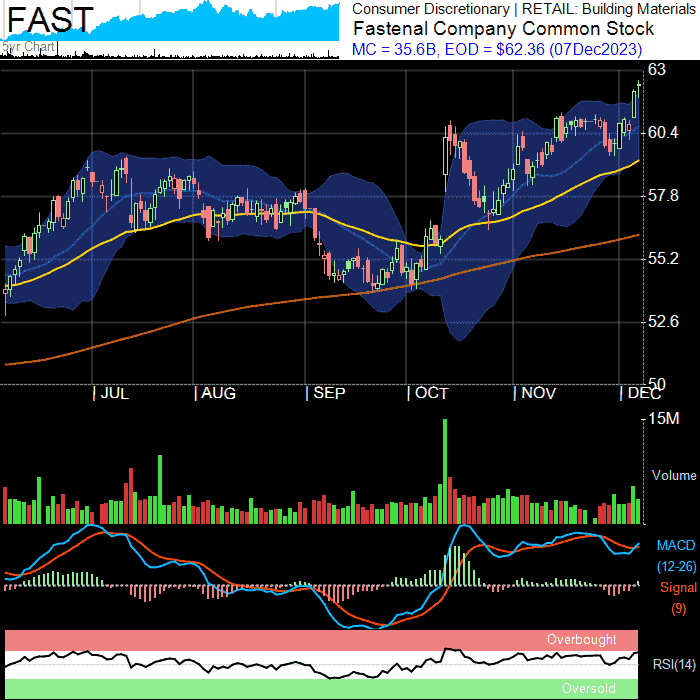 FAST
5yr Chart
Consumer Discretionary | RETAIL: Building Materials
Fastenal Company Common Stock
MC = 35.6B, EOD = $62.36 (07Dec2023)
63
60.4
57.8
55.2
52.6
50
| JUL | AUG | SEP | OCT | NOV | DEC
15M
Volume
MACD
(12-26)
Signal
(9)
Overbought
RSI(14)
Oversold